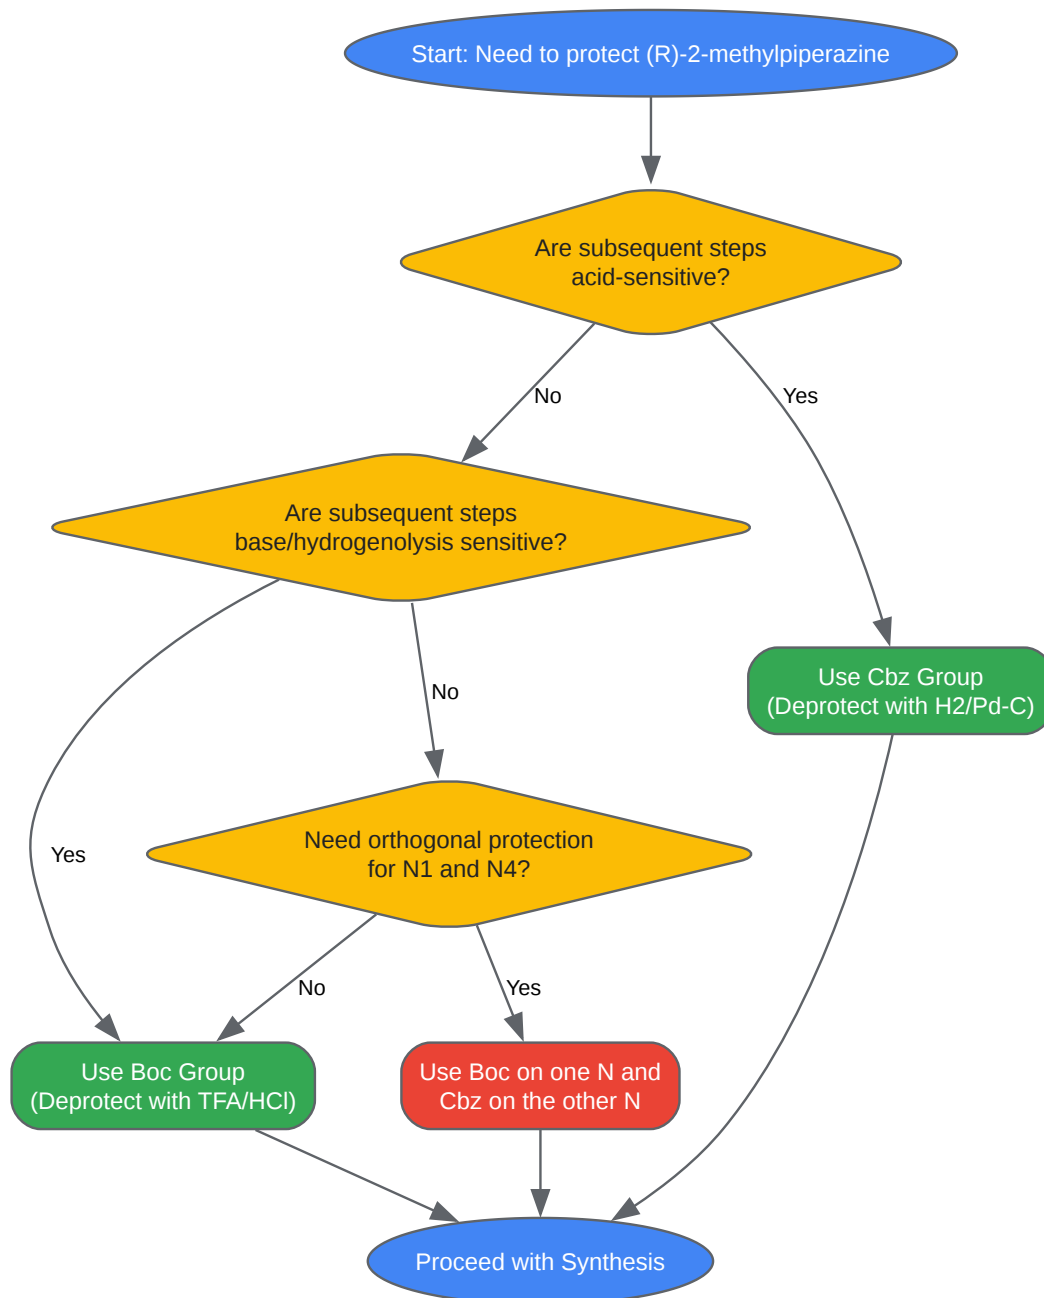 Start: Need to protect (R)-2-methylpiperazine
Are subsequent steps
acid-sensitive?
No
Yes
Are subsequent steps
base/hydrogenolysis sensitive?
Use Cbz Group
(Deprotect with H2/Pd-C)
No
Yes
Need orthogonal protection
for N1 and N4?
No
Yes
Use Boc Group
(Deprotect with TFA/HCl)
Use Boc on one N and
Cbz on the other N
Proceed with Synthesis